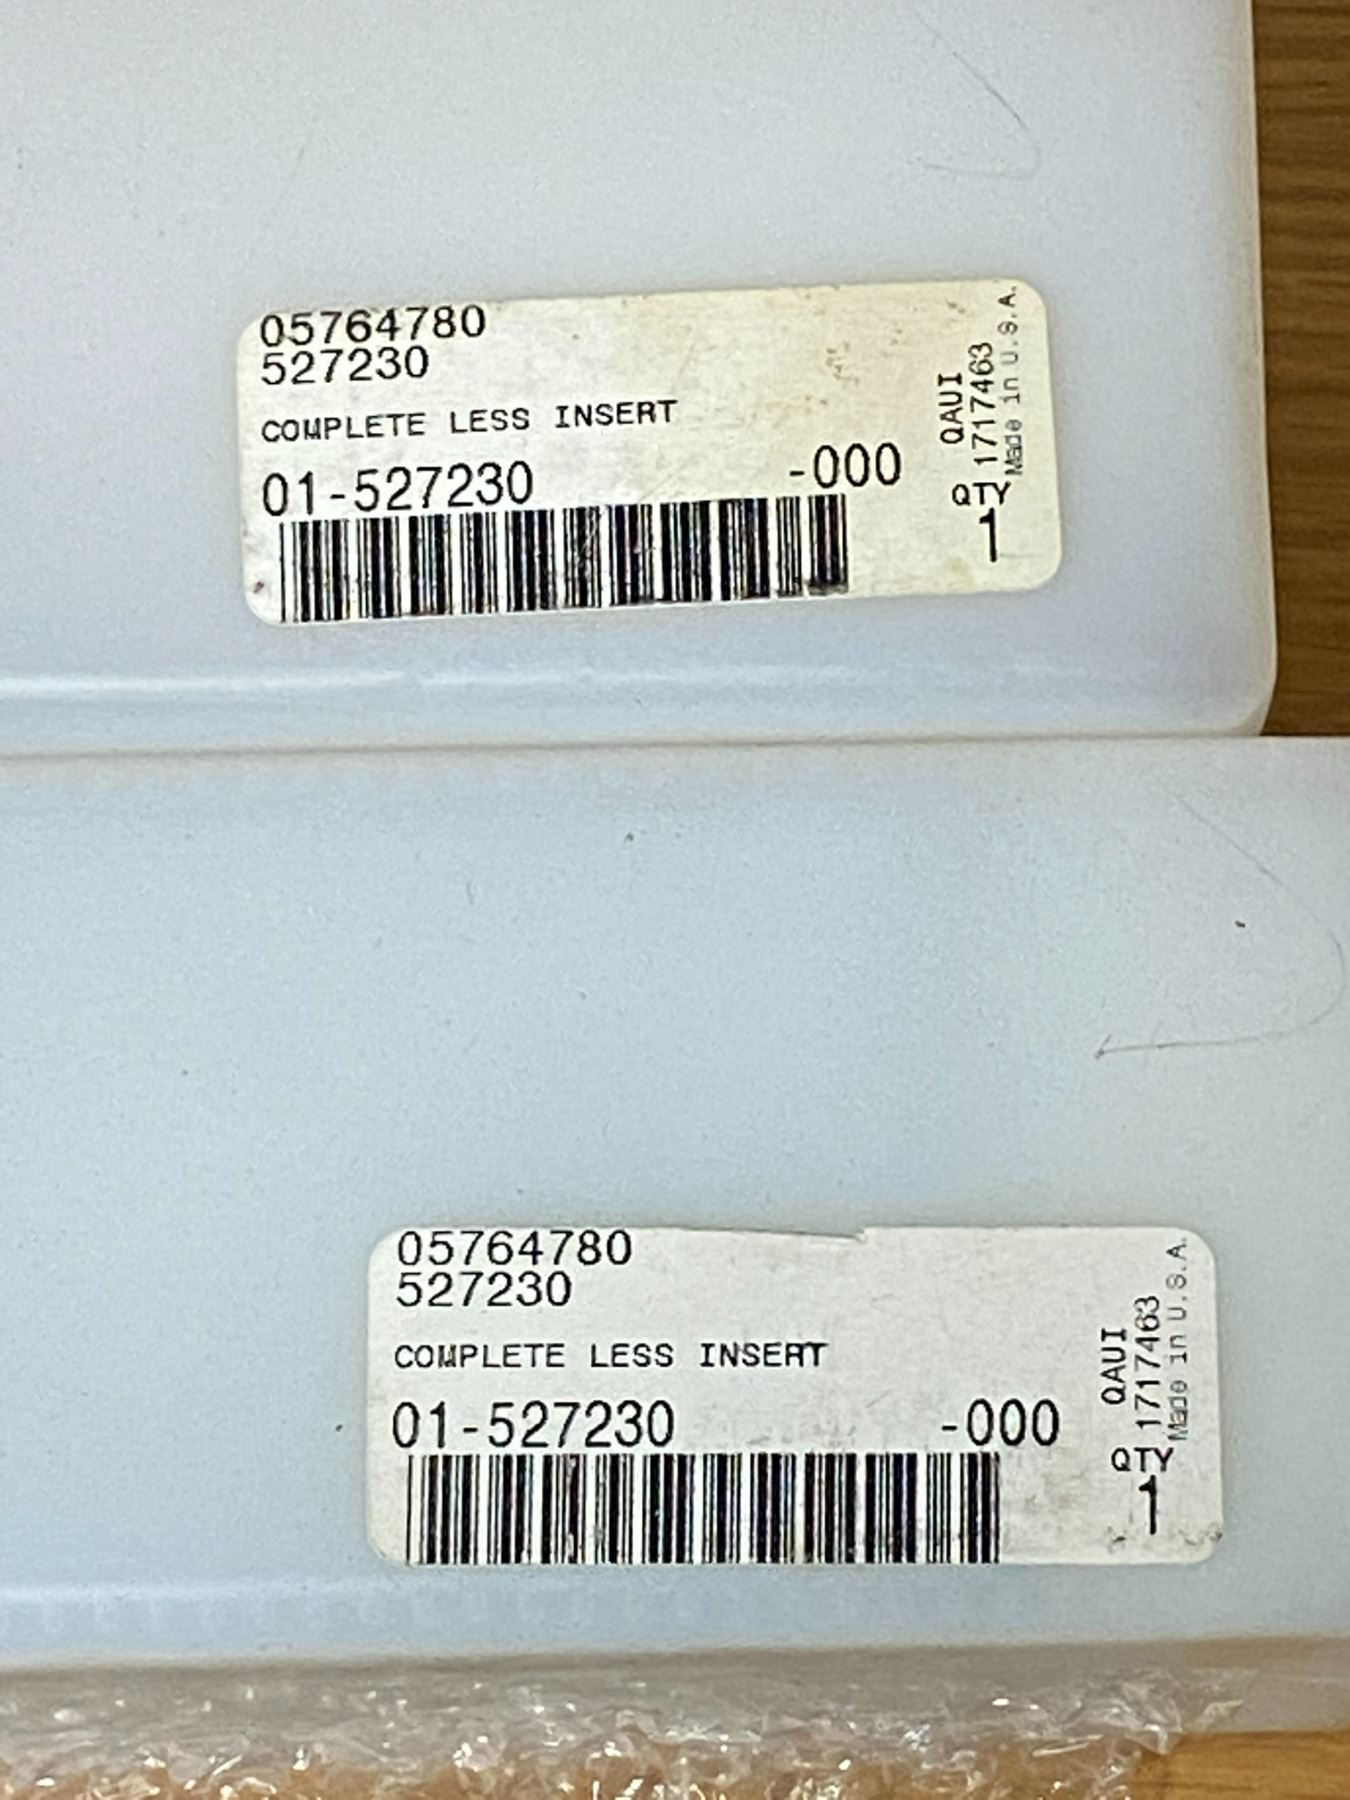 05764780
527230
COMPLETE LESS INSERT
01-527230 -000
QAUI
1717463
Made in U.S.A.
QTY
1
05764780
527230
COMPLETE LESS INSERT
01-527230 -000
QAUI
1717463
Made in U.S.A.
QTY
1